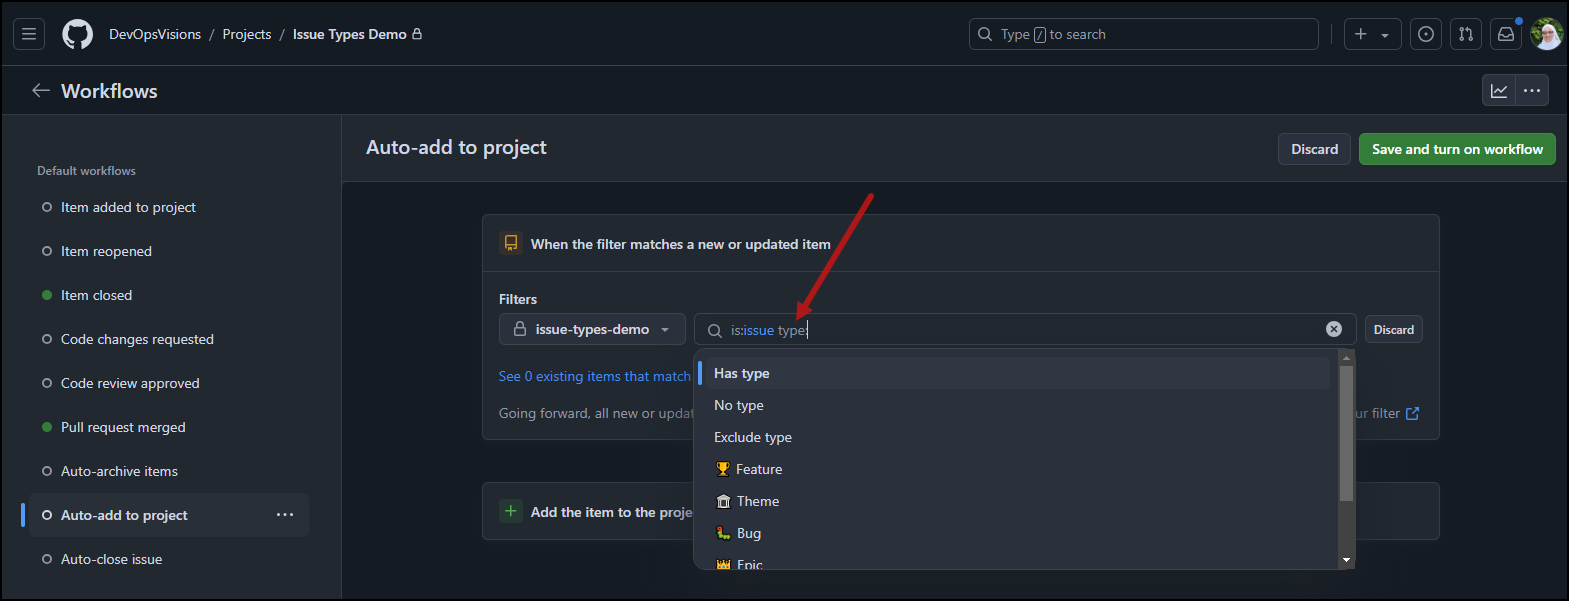 DevOpsVisions / Projects / Issue Types Demo
Type / to search
Workflows
Default workflows
Item added to project
Item reopened
Item closed
Code changes requested
Code review approved
Pull request merged
Auto-archive items
Auto-add to project
Auto-close issue
Auto-add to project
Discard
Save and turn on workflow
When the filter matches a new or updated item
Filters
issue-types-demo
is:issue type:
Discard
See 0 existing items that match
Going forward, all new or updat
ur filter
Has type
No type
Exclude type
Feature
Theme
Bug
Epic
Add the item to the proje